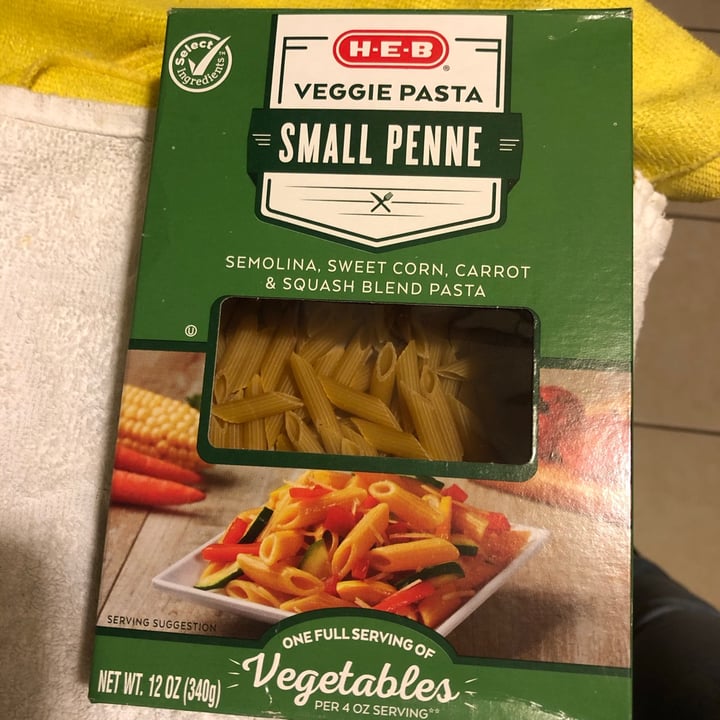 Select Ingredients™
H-E-B®
VEGGIE PASTA
SMALL PENNE
SEMOLINA, SWEET CORN, CARROT
& SQUASH BLEND PASTA
U
SERVING SUGGESTION
ONE FULL SERVING OF
Vegetables
PER 4 OZ SERVING**
NET WT. 12 OZ (340g)